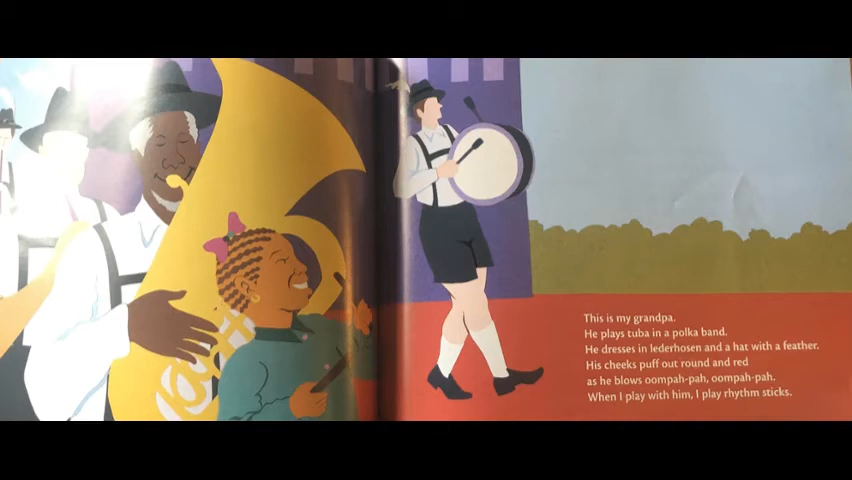 This is my grandpa.
He plays tuba in a polka band.
He dresses in lederhosen and a hat with a feather.
His cheeks puff out round and red
as he blows oompah-pah, oompah-pah.
When I play with him, I play rhythm sticks.